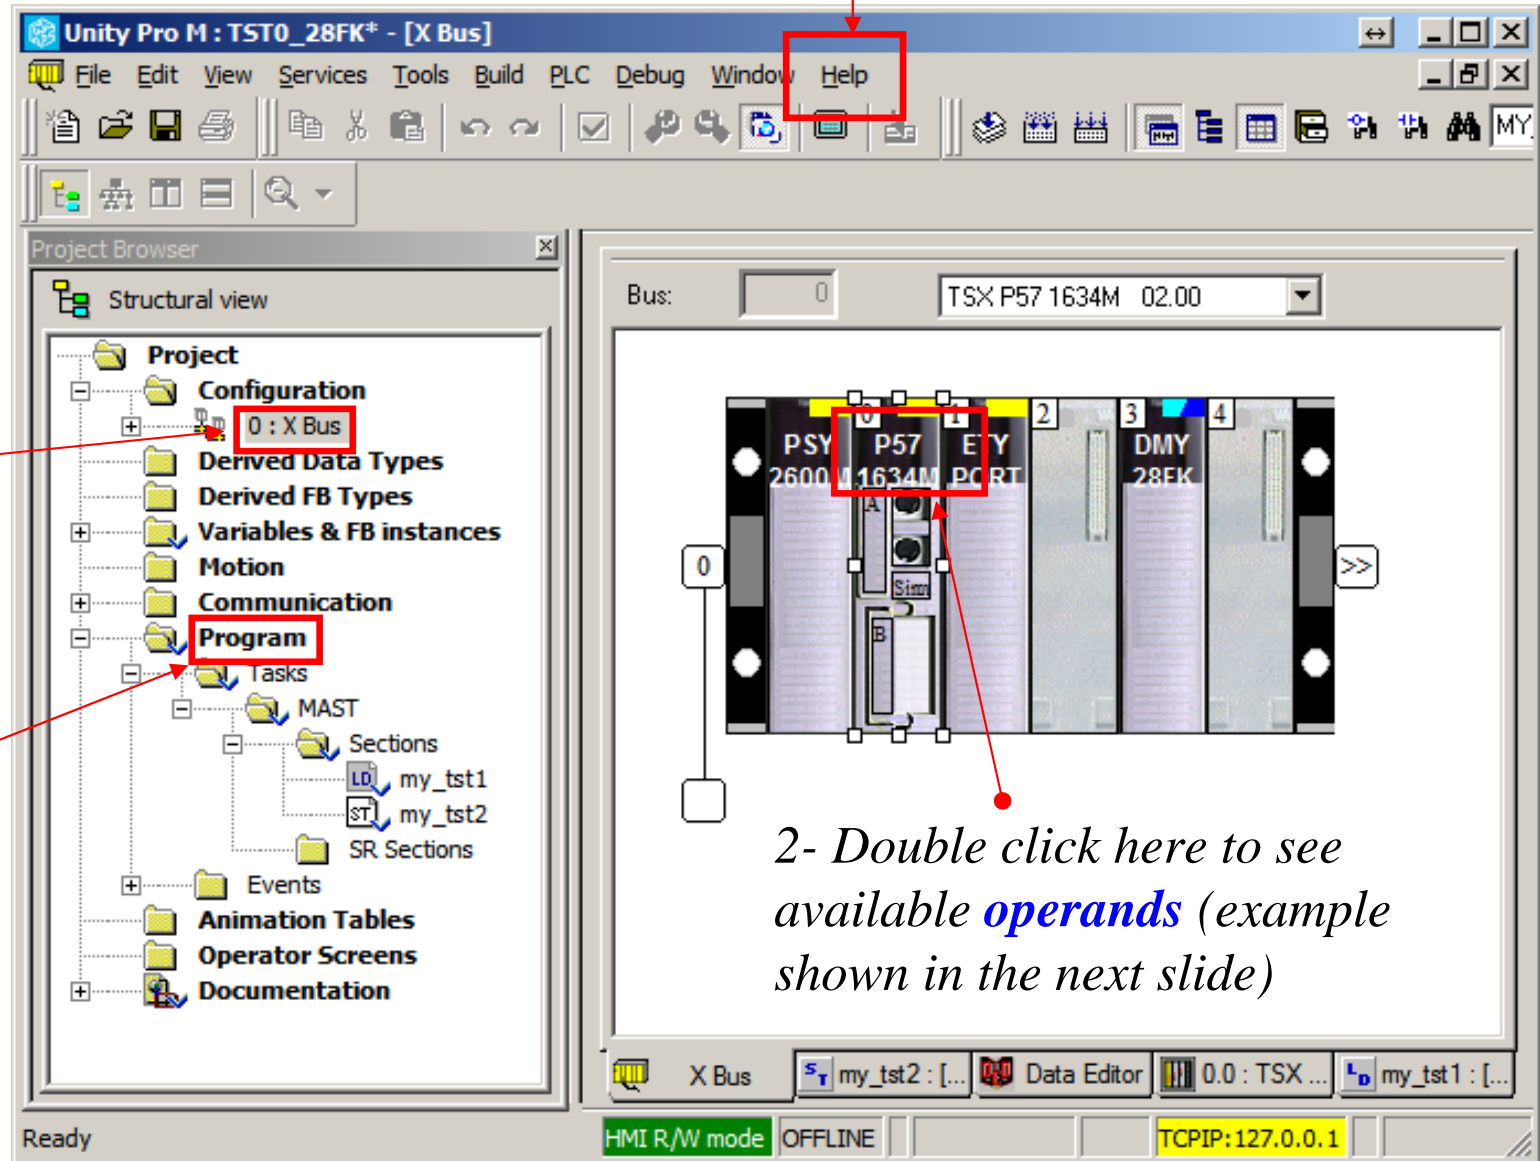 Unity Pro M : TST0_28FK* - [X Bus]
File Edit View Services Tools Build PLC Debug Window Help
MY
Project Browser
Structural view
Project
Configuration
0 : X Bus
Derived Data Types
Derived FB Types
Variables & FB instances
Motion
Communication
Program
Tasks
MAST
Sections
LD my_tst1
ST my_tst2
SR Sections
Events
Animation Tables
Operator Screens
Documentation
Bus: 0 TSX P57 1634M 02.00
0 1 2 3 4
PSY P57 ETY DMY
2600M 1634M PORT 28FK
A
0 >>
Sim
B
2- Double click here to see
available operands (example
shown in the next slide)
X Bus ST my_tst2 : [... Data Editor 0.0 : TSX ... LD my_tst1 : [...
Ready HMI R/W mode OFFLINE TCPIP:127.0.0.1